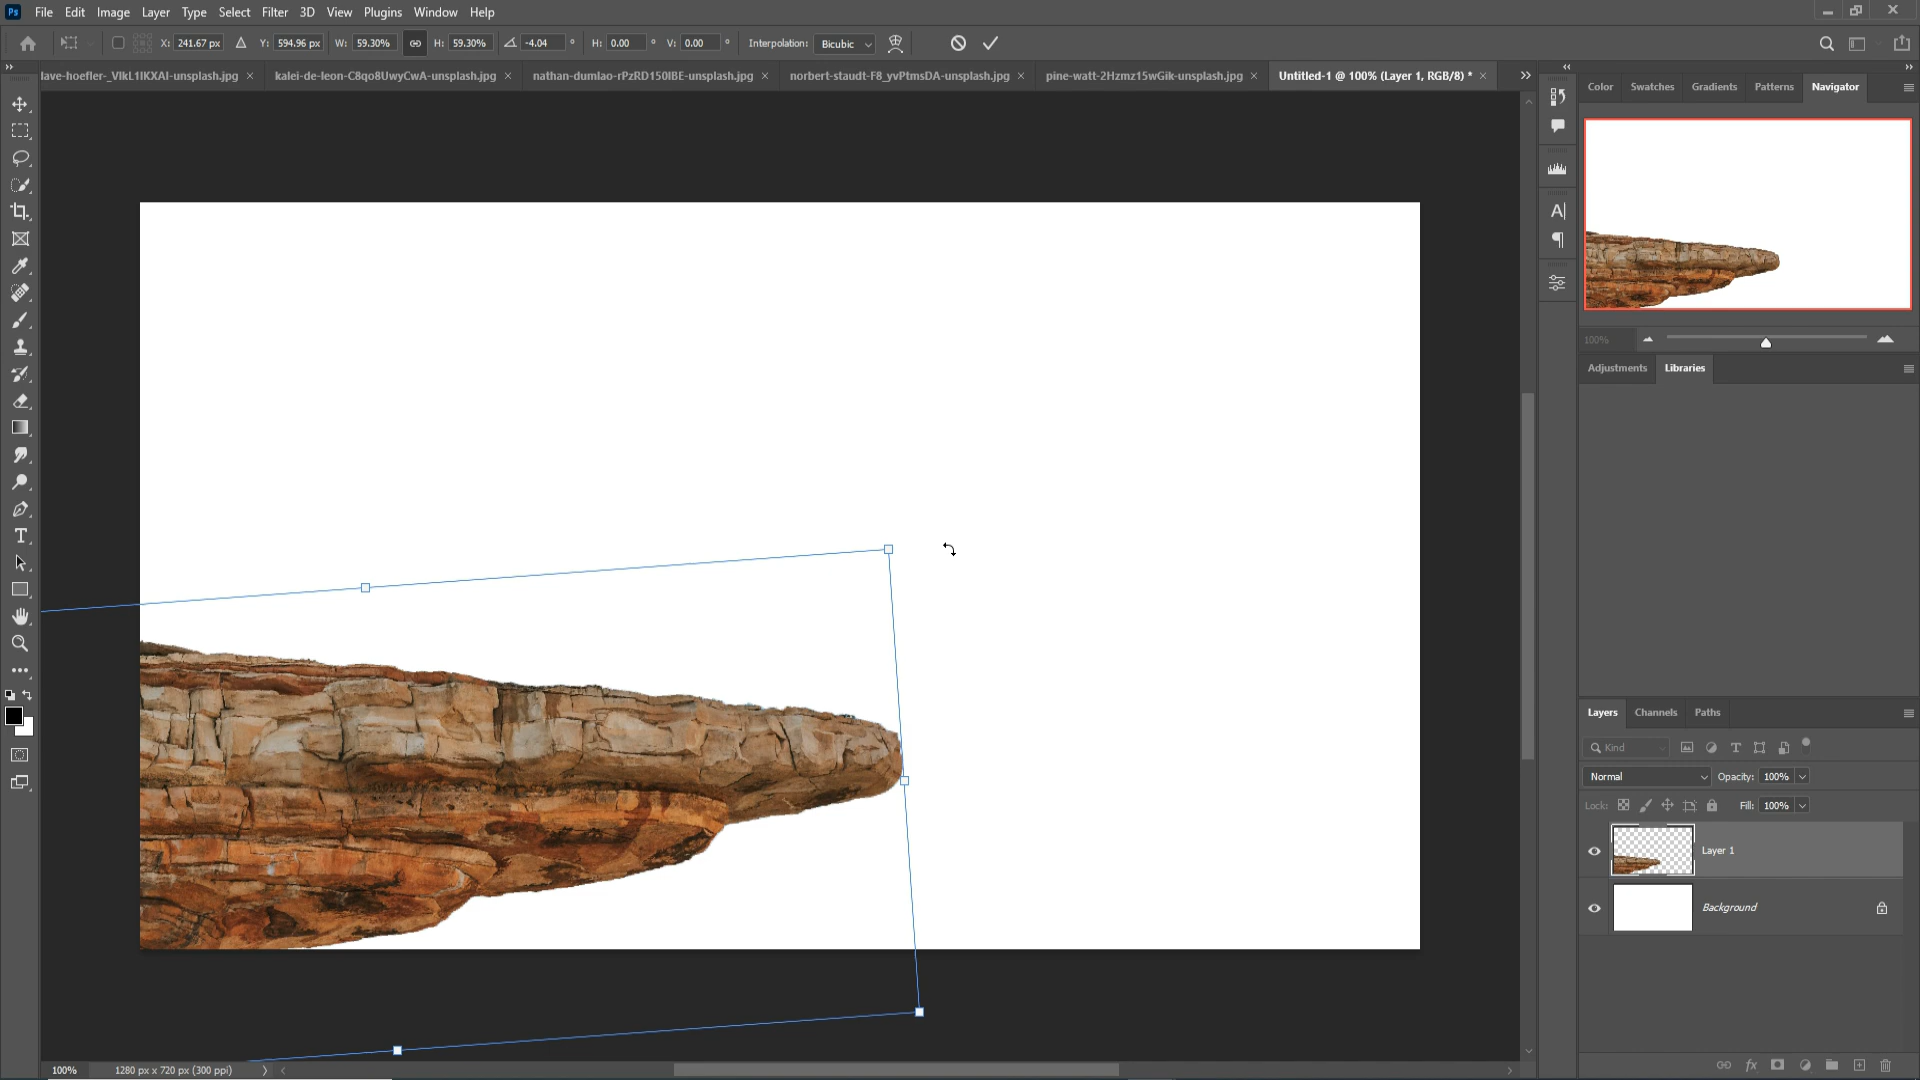 Ps File Edit Image Layer Type Select Filter 3D View Plugins Window Help
X: 241.67 px Y: 594.96 px W: 59.30% H: 59.30% -4.04 ° H: 0.00 ° V: 0.00 ° Interpolation: Bicubic
lave-hoefler-_VlkL1IKXAI-unsplash.jpg × kalei-de-leon-C8qo8UwyCwA-unsplash.jpg × nathan-dumlao-rPzRD150IBE-unsplash.jpg × norbert-staudt-F8_yvPtmsDA-unsplash.jpg × pine-watt-2Hzmz15wGik-unsplash.jpg × Untitled-1 @ 100% (Layer 1, RGB/8) * ×
Color Swatches Gradients Patterns Navigator
100%
Adjustments Libraries
Layers Channels Paths
Kind
Normal Opacity: 100%
Lock: Fill: 100%
Layer 1
Background
100% 1280 px x 720 px (300 ppi)